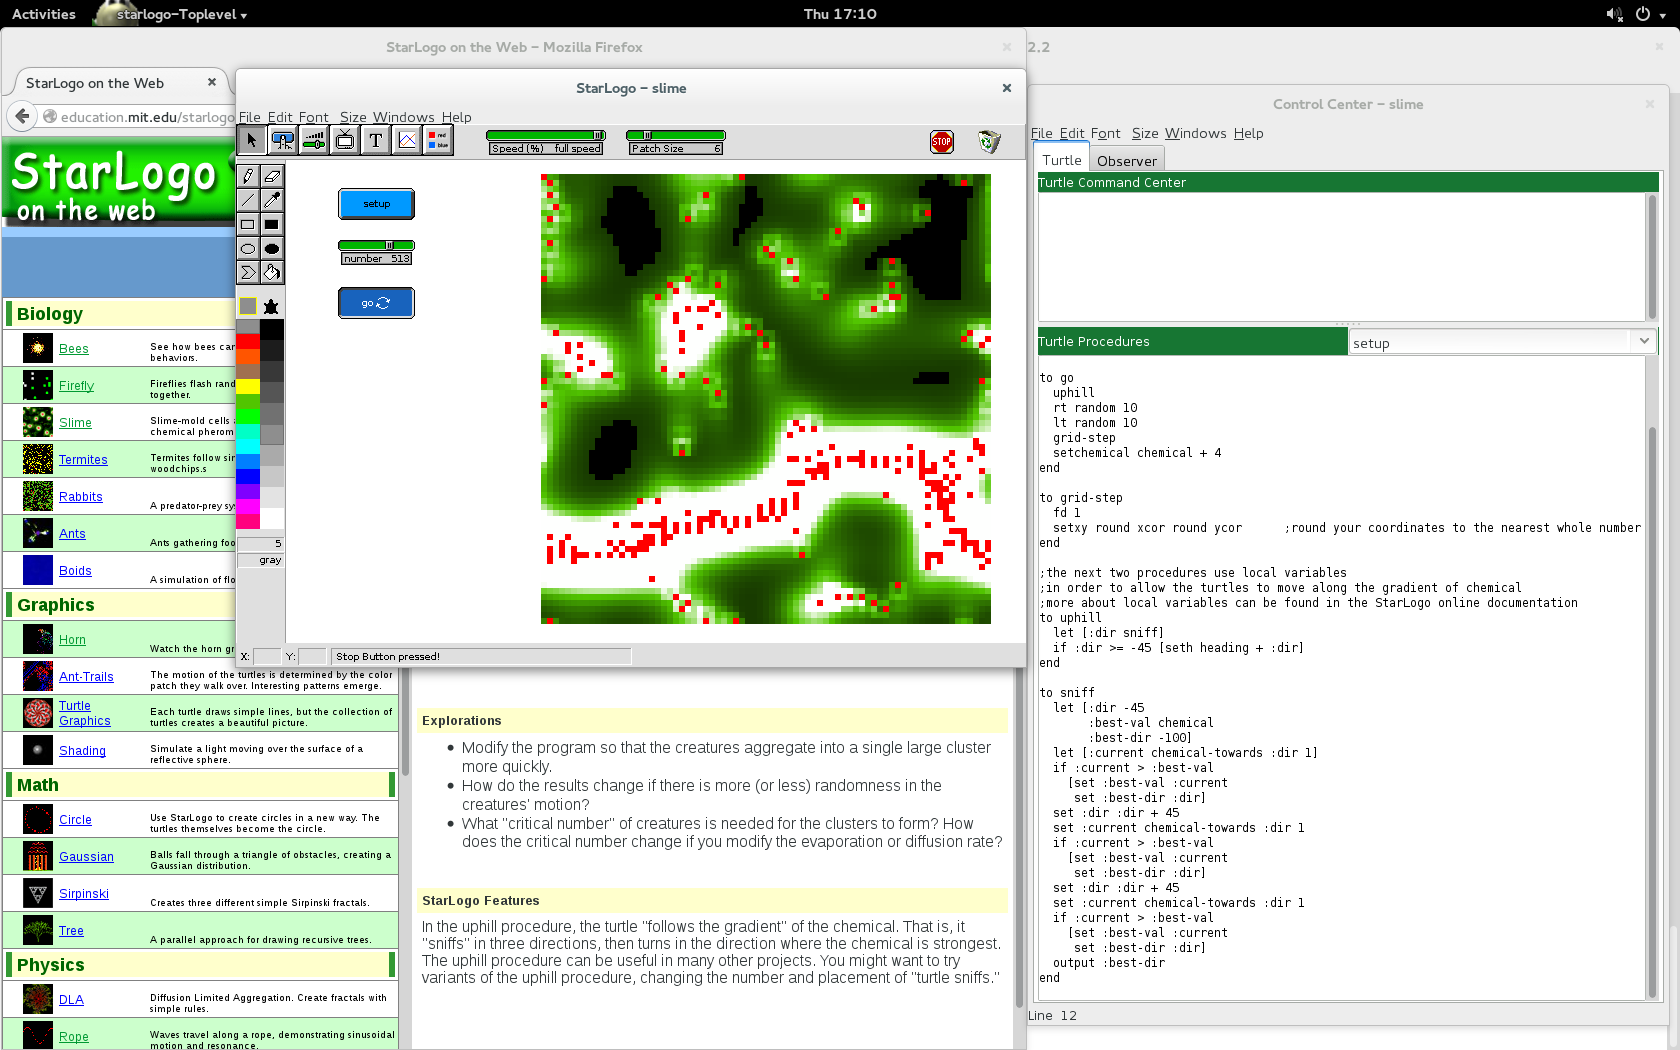 Activities
starlogo-Toplevel
Thu 17:10
StarLogo on the Web – Mozilla Firefox
2.2
StarLogo on the Web
education.mit.edu/starlogo
StarLogo
on the web
Biology
Bees
See how bees can
behaviors.
Firefly
Fireflies flash rand
together.
Slime
Slime-mold cells
chemical pherom
Termites
Termites follow sim
woodchips.s
Rabbits
A predator-prey sys
Ants
Ants gathering foo
Boids
A simulation of flo
Graphics
Horn
Watch the horn gr
Ant-Trails
The motion of the turtles is determined by the color
patch they walk over. Interesting patterns emerge.
Turtle
Graphics
Each turtle draws simple lines, but the collection of
turtles creates a beautiful picture.
Shading
Simulate a light moving over the surface of a
reflective sphere.
Math
Circle
Use StarLogo to create circles in a new way. The
turtles themselves become the circle.
Gaussian
Balls fall through a triangle of obstacles, creating a
Gaussian distribution.
Sirpinski
Creates three different simple Sirpinski fractals.
Tree
A parallel approach for drawing recursive trees.
Physics
DLA
Diffusion Limited Aggregation. Create fractals with
simple rules.
Rope
Waves travel along a rope, demonstrating sinusoidal
motion and resonance.
StarLogo – slime
File Edit Font Size Windows Help
T
red
blue
Speed (%) full speed
Patch Size 6
STOP
setup
number 513
go
5
gray
X:
Y:
Stop Button pressed!
Explorations
• Modify the program so that the creatures aggregate into a single large cluster
more quickly.
• How do the results change if there is more (or less) randomness in the
creatures' motion?
• What "critical number" of creatures is needed for the clusters to form? How
does the critical number change if you modify the evaporation or diffusion rate?
StarLogo Features
In the uphill procedure, the turtle "follows the gradient" of the chemical. That is, it
"sniffs" in three directions, then turns in the direction where the chemical is strongest.
The uphill procedure can be useful in many other projects. You might want to try
variants of the uphill procedure, changing the number and placement of "turtle sniffs."
Control Center – slime
File Edit Font Size Windows Help
Turtle
Observer
Turtle Command Center
Turtle Procedures
setup
to go
uphill
rt random 10
lt random 10
grid-step
setchemical chemical + 4
end
to grid-step
fd 1
setxy round xcor round ycor ;round your coordinates to the nearest whole number
end
;the next two procedures use local variables
;in order to allow the turtles to move along the gradient of chemical
;more about local variables can be found in the StarLogo online documentation
to uphill
let [:dir sniff]
if :dir >= -45 [seth heading + :dir]
end
to sniff
let [:dir -45
:best-val chemical
:best-dir -100]
let [:current chemical-towards :dir 1]
if :current > :best-val
[set :best-val :current
set :best-dir :dir]
set :dir :dir + 45
set :current chemical-towards :dir 1
if :current > :best-val
[set :best-val :current
set :best-dir :dir]
set :dir :dir + 45
set :current chemical-towards :dir 1
if :current > :best-val
[set :best-val :current
set :best-dir :dir]
output :best-dir
end
Line 12